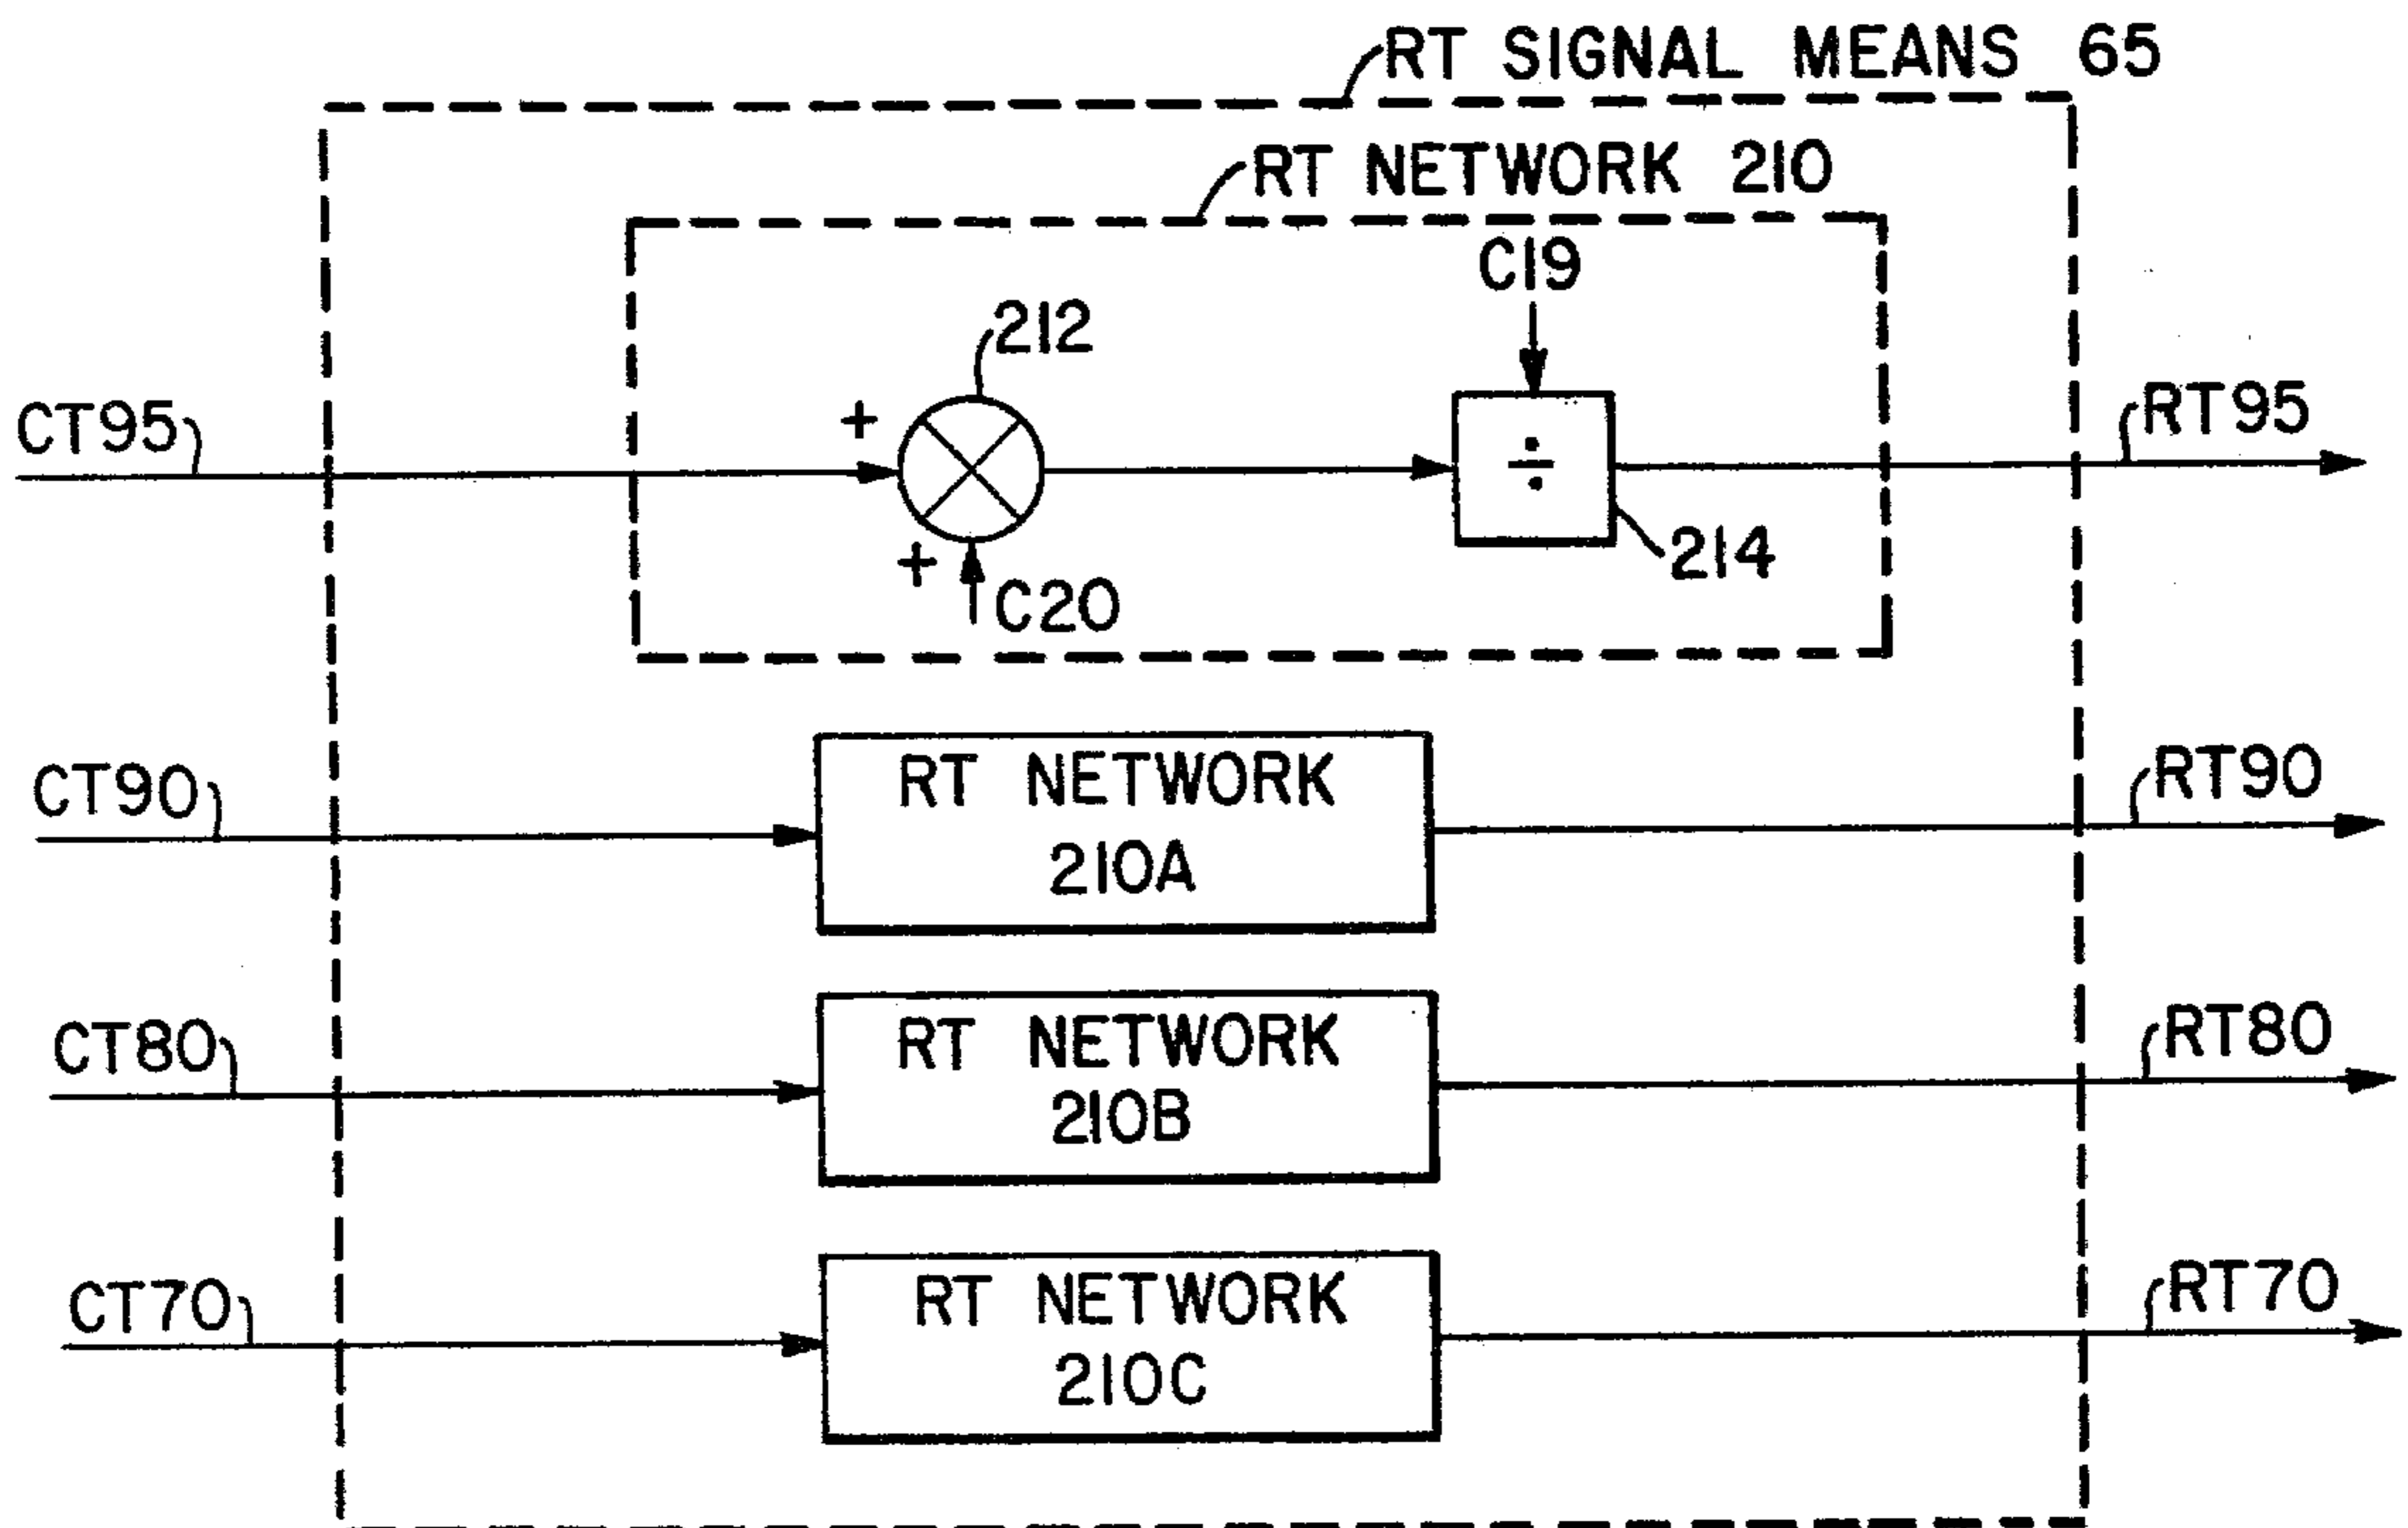 RT SIGNAL MEANS 65
RT NETWORK 210
C19
212
+
CT95
RT95
÷
214
+
C20
RT NETWORK
210A
CT90
RT90
RT NETWORK
210B
CT80
RT80
RT NETWORK
210C
CT70
RT70